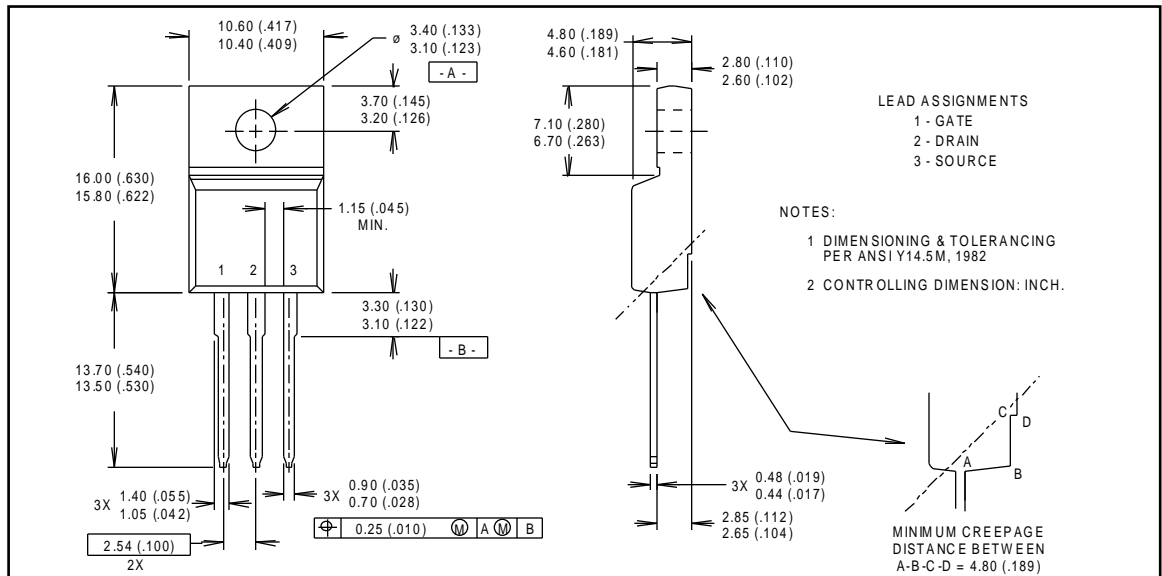 10.60 (.417)
10.40 (.409)
ø 3.40 (.133)
3.10 (.123)
- A -
3.70 (.145)
3.20 (.126)
16.00 (.630)
15.80 (.622)
1.15 (.045)
MIN.
1 2 3
3.30 (.130)
3.10 (.122)
- B -
13.70 (.540)
13.50 (.530)
3X 1.40 (.055)
1.05 (.042)
3X 0.90 (.035)
0.70 (.028)
⌖ 0.25 (.010) Ⓜ A Ⓜ B
2.54 (.100)
2X
4.80 (.189)
4.60 (.181)
2.80 (.110)
2.60 (.102)
7.10 (.280)
6.70 (.263)
LEAD ASSIGNMENTS
1 - GATE
2 - DRAIN
3 - SOURCE
NOTES:
1 DIMENSIONING & TOLERANCING
PER ANSI Y14.5M, 1982
2 CONTROLLING DIMENSION: INCH.
3X 0.48 (.019)
0.44 (.017)
2.85 (.112)
2.65 (.104)
C
D
A
B
MINIMUM CREEPAGE
DISTANCE BETWEEN
A-B-C-D = 4.80 (.189)